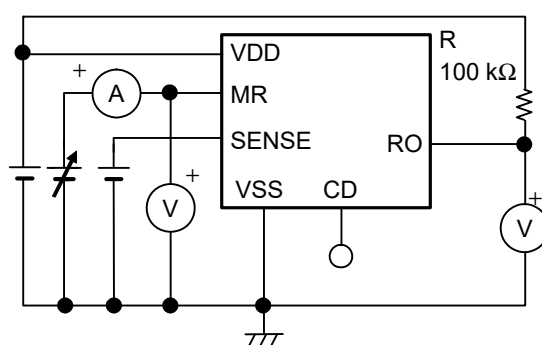 R
100 kΩ
VDD
+
A
MR
SENSE
RO
+
V
VSS
CD
+
V